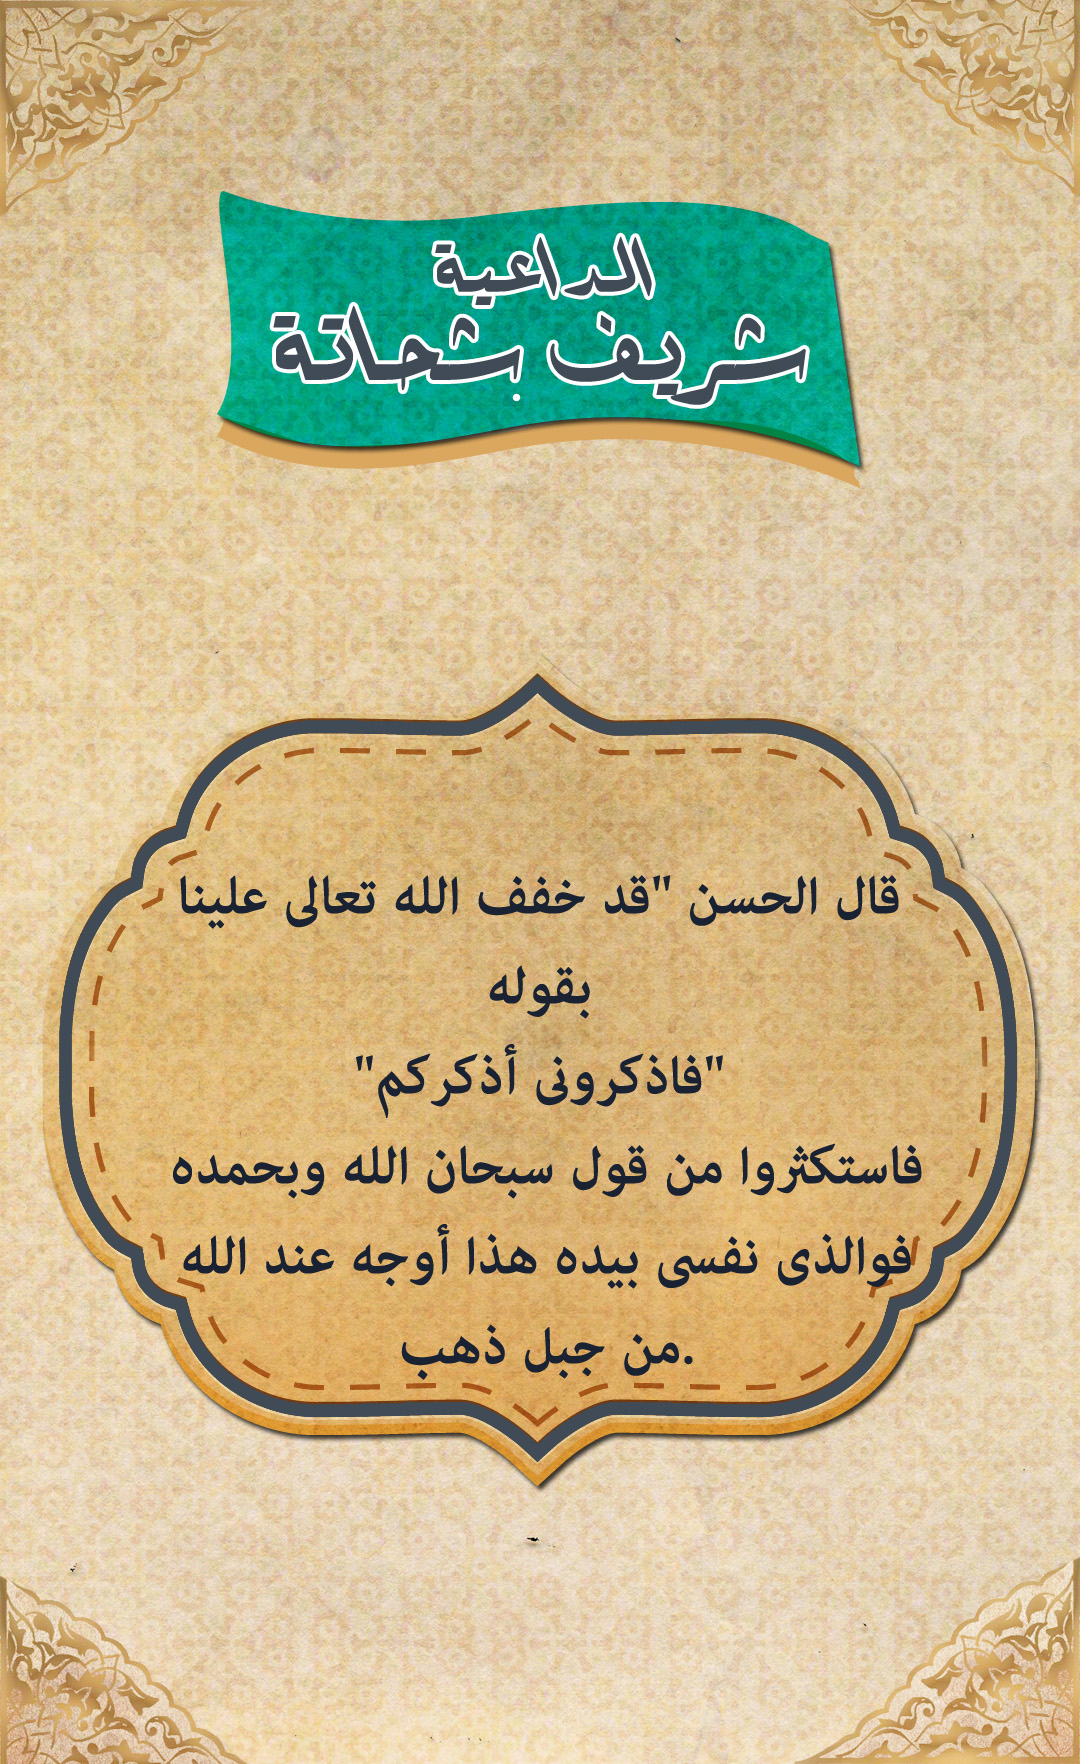 الداعية
شريف شحاتة
قال الحسن "قد خفف الله تعالى علينا
بقوله
"فاذكرونى أذكركم"
فاستكثروا من قول سبحان الله وبحمده
فوالذى نفسى بيده هذا أوجه عند الله
من جبل ذهب.